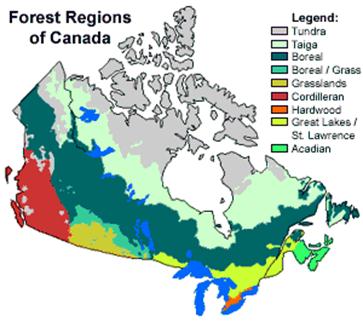 Forest Regions
of Canada
Legend:
Tundra
Taiga
Boreal
Boreal / Grass
Grasslands
Cordilleran
Hardwood
Great Lakes /
St. Lawrence
Acadian